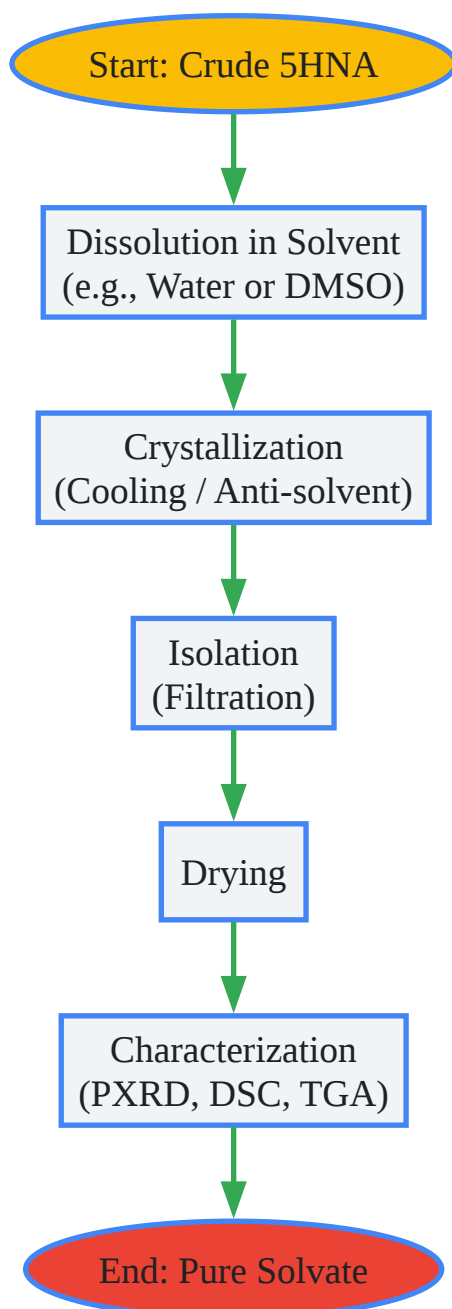 Start: Crude 5HNA
Dissolution in Solvent
(e.g., Water or DMSO)
Crystallization
(Cooling / Anti-solvent)
Isolation
(Filtration)
Drying
Characterization
(PXRD, DSC, TGA)
End: Pure Solvate